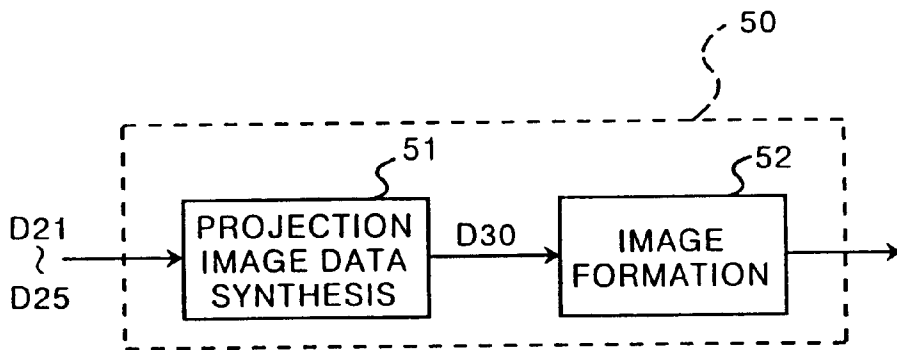 50
51
52
D21
~
D25
PROJECTION
IMAGE DATA
SYNTHESIS
D30
IMAGE
FORMATION